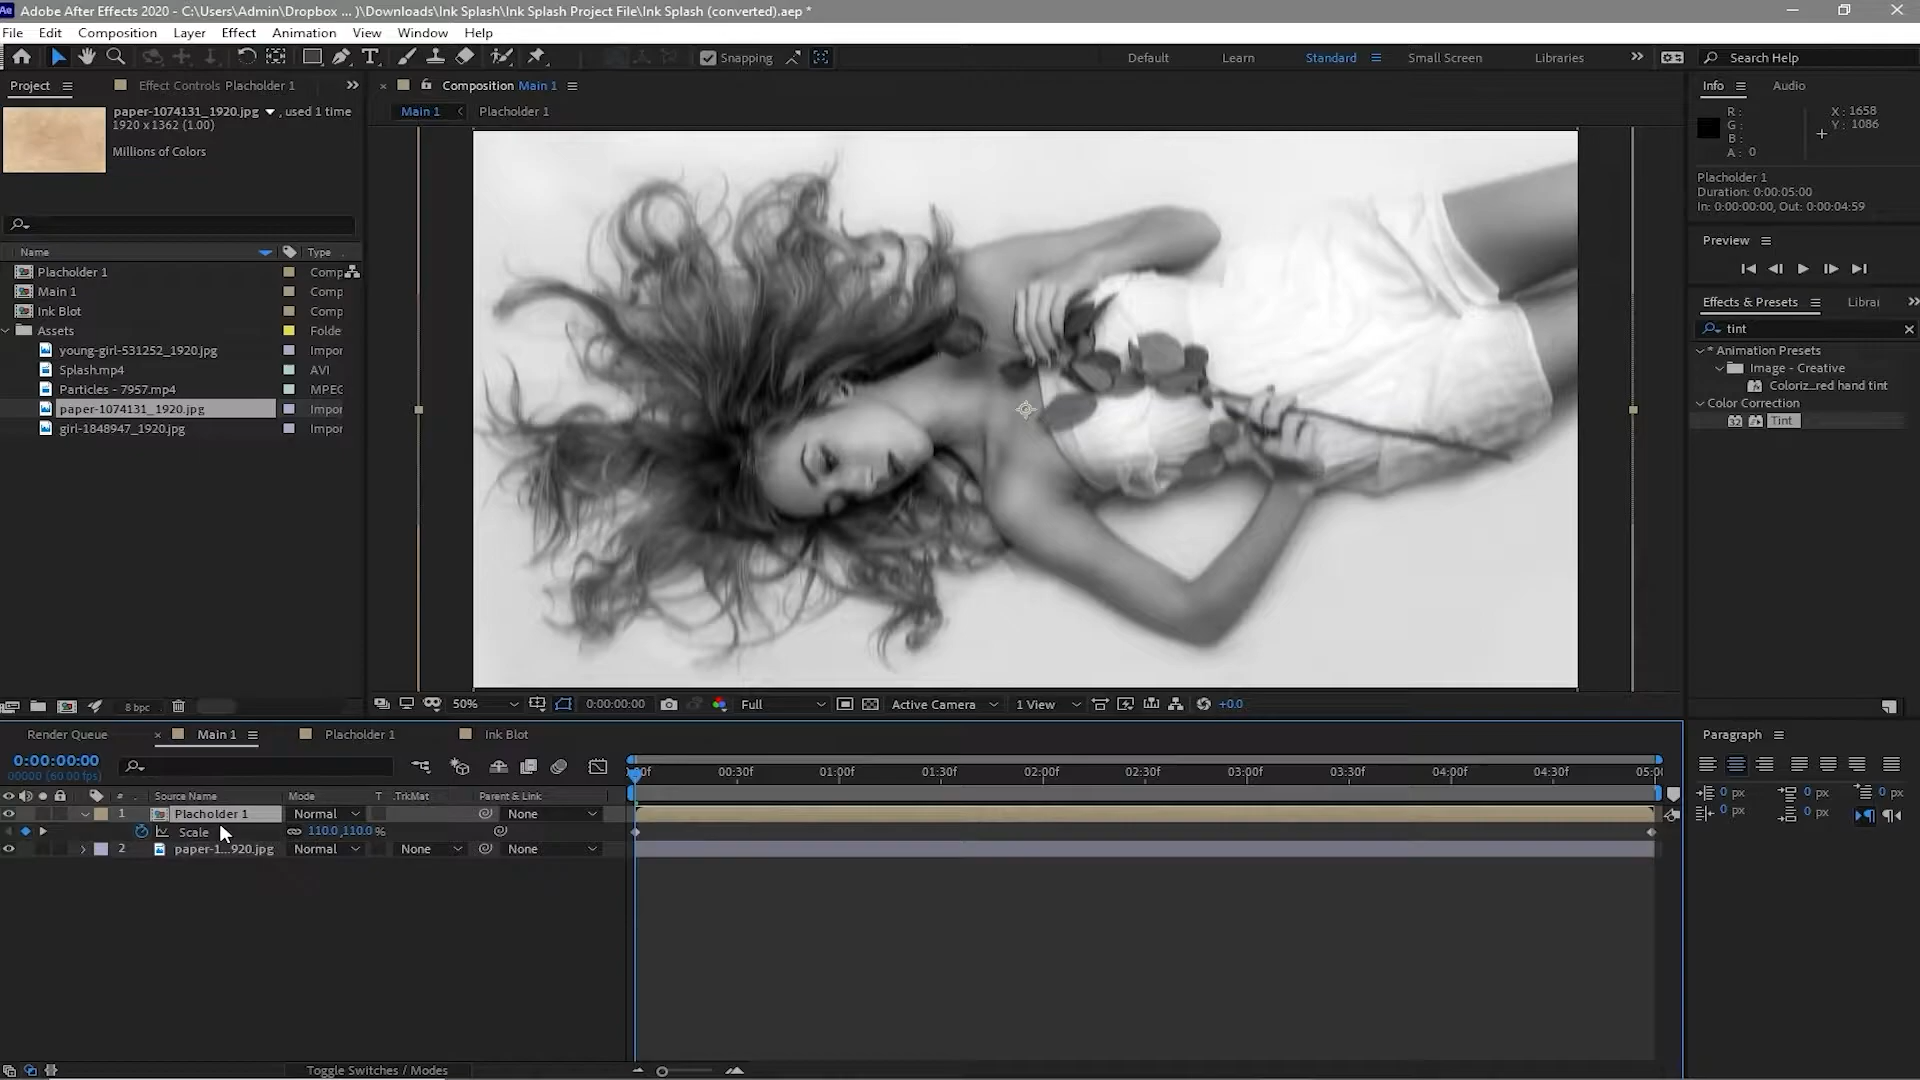 Adobe After Effects 2020 - C:\Users\Admin\Dropbox ... )\Downloads\Ink Splash\Ink Splash Project File\Ink Splash (converted).aep *
File Edit Composition Layer Effect Animation View Window Help
Snapping Default Learn Standard Small Screen Libraries Search Help
Project Effect Controls Placholder 1
Composition Main 1
Info Audio
Main 1 Placholder 1
paper-1074131_1920.jpg , used 1 time
1920 x 1362 (1.00)
Millions of Colors
R :
G :
B :
A : 0
X : 1658
Y : 1086
Placholder 1
Duration: 0:00:05:00
In: 0:00:00:00, Out: 0:00:04:59
Preview
Effects & Presets Librai
tint
* Animation Presets
Image - Creative
Coloriz_red hand tint
Color Correction
32 Tint
Name Type
Placholder 1 Comp
Main 1 Comp
Ink Blot Comp
Assets Folde
young-girl-531252_1920.jpg Impor
Splash.mp4 AVI
Particles - 7957.mp4 MPEG
paper-1074131_1920.jpg Impor
girl-1848947_1920.jpg Impor
8 bpc
50% 0:00:00:00 Full Active Camera 1 View +0.0
Render Queue Main 1 Placholder 1 Ink Blot
Paragraph
0:00:00:00
00000 (60.00 fps)
:00f 00:30f 01:00f 01:30f 02:00f 02:30f 03:00f 03:30f 04:00f 04:30f 05:00
# Source Name Mode T .TrkMat Parent & Link
1 Placholder 1 Normal None
Scale 110.0,110.0%
2 paper-1...920.jpg Normal None None
0 px 0 px 0 px
0 px 0 px
Toggle Switches / Modes